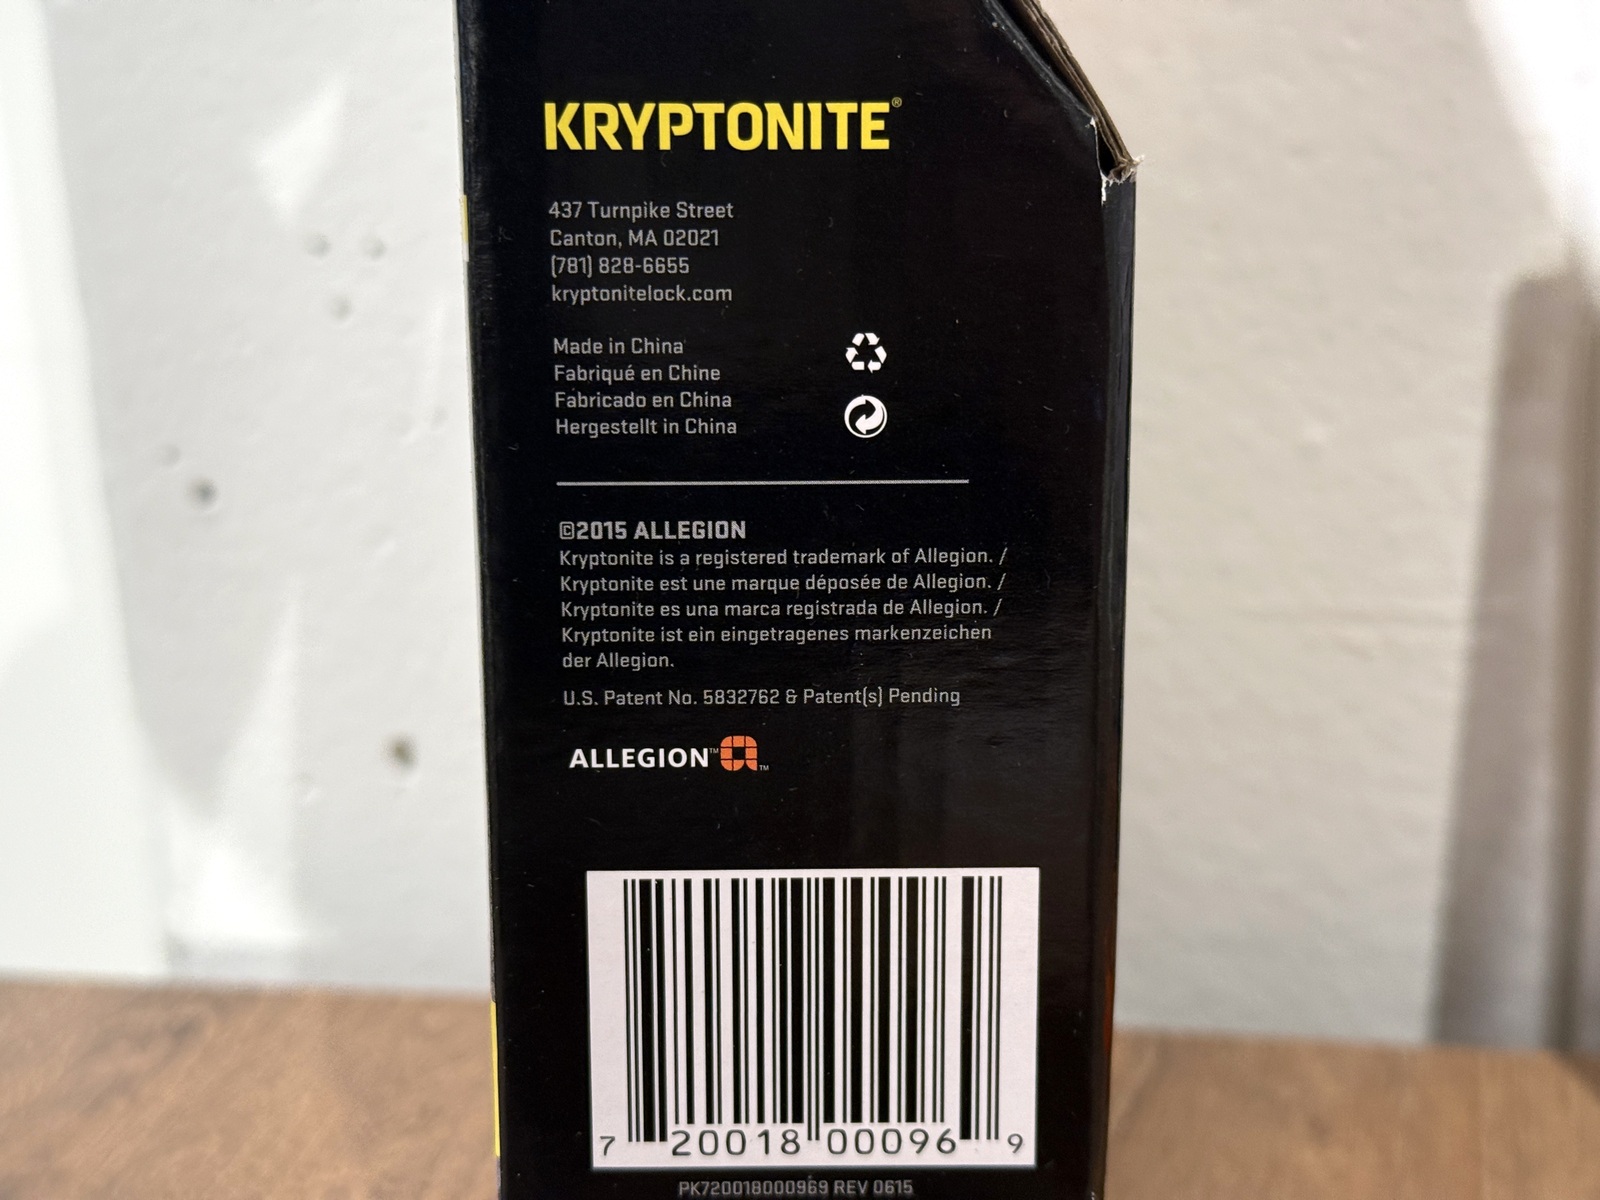 KRYPTONITE®
437 Turnpike Street
Canton, MA 02021
(781) 828-6655
kryptonitelock.com
Made in China
Fabriqué en Chine
Fabricado en China
Hergestellt in China
©2015 ALLEGION
Kryptonite is a registered trademark of Allegion. /
Kryptonite est une marque déposée de Allegion. /
Kryptonite es una marca registrada de Allegion. /
Kryptonite ist ein eingetragenes markenzeichen
der Allegion.
U.S. Patent No. 5832762 & Patent(s) Pending
ALLEGION™ ™
7 20018 00096 9
PK720018000969 REV 0615